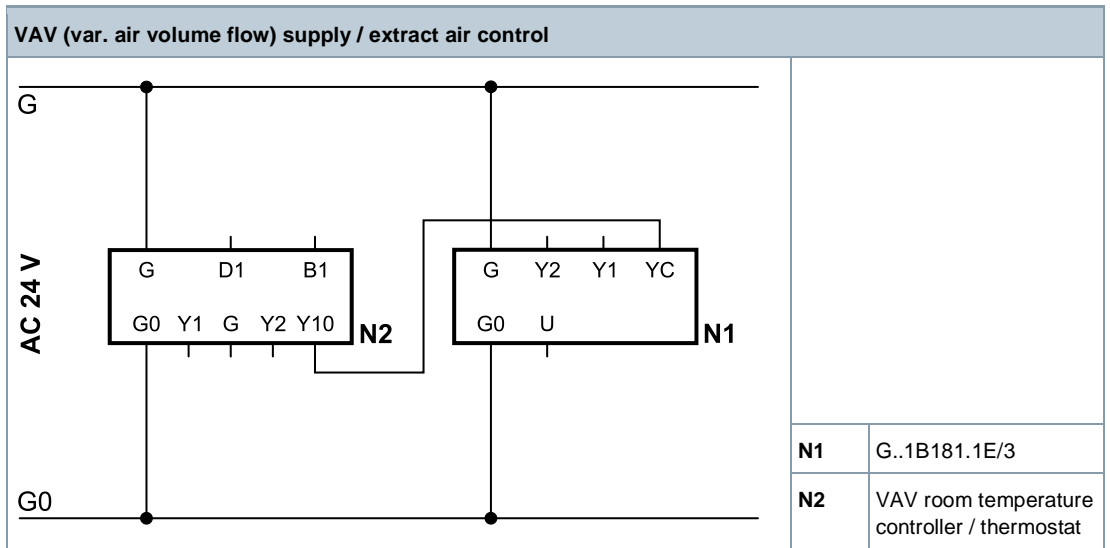 VAV (var. air volume flow) supply / extract air control
G
AC 24 V
G D1 B1
G0 Y1 G Y2 Y10
N2
G Y2 Y1 YC
G0 U
N1
G0
N1 G..1B181.1E/3
N2 VAV room temperature
controller / thermostat